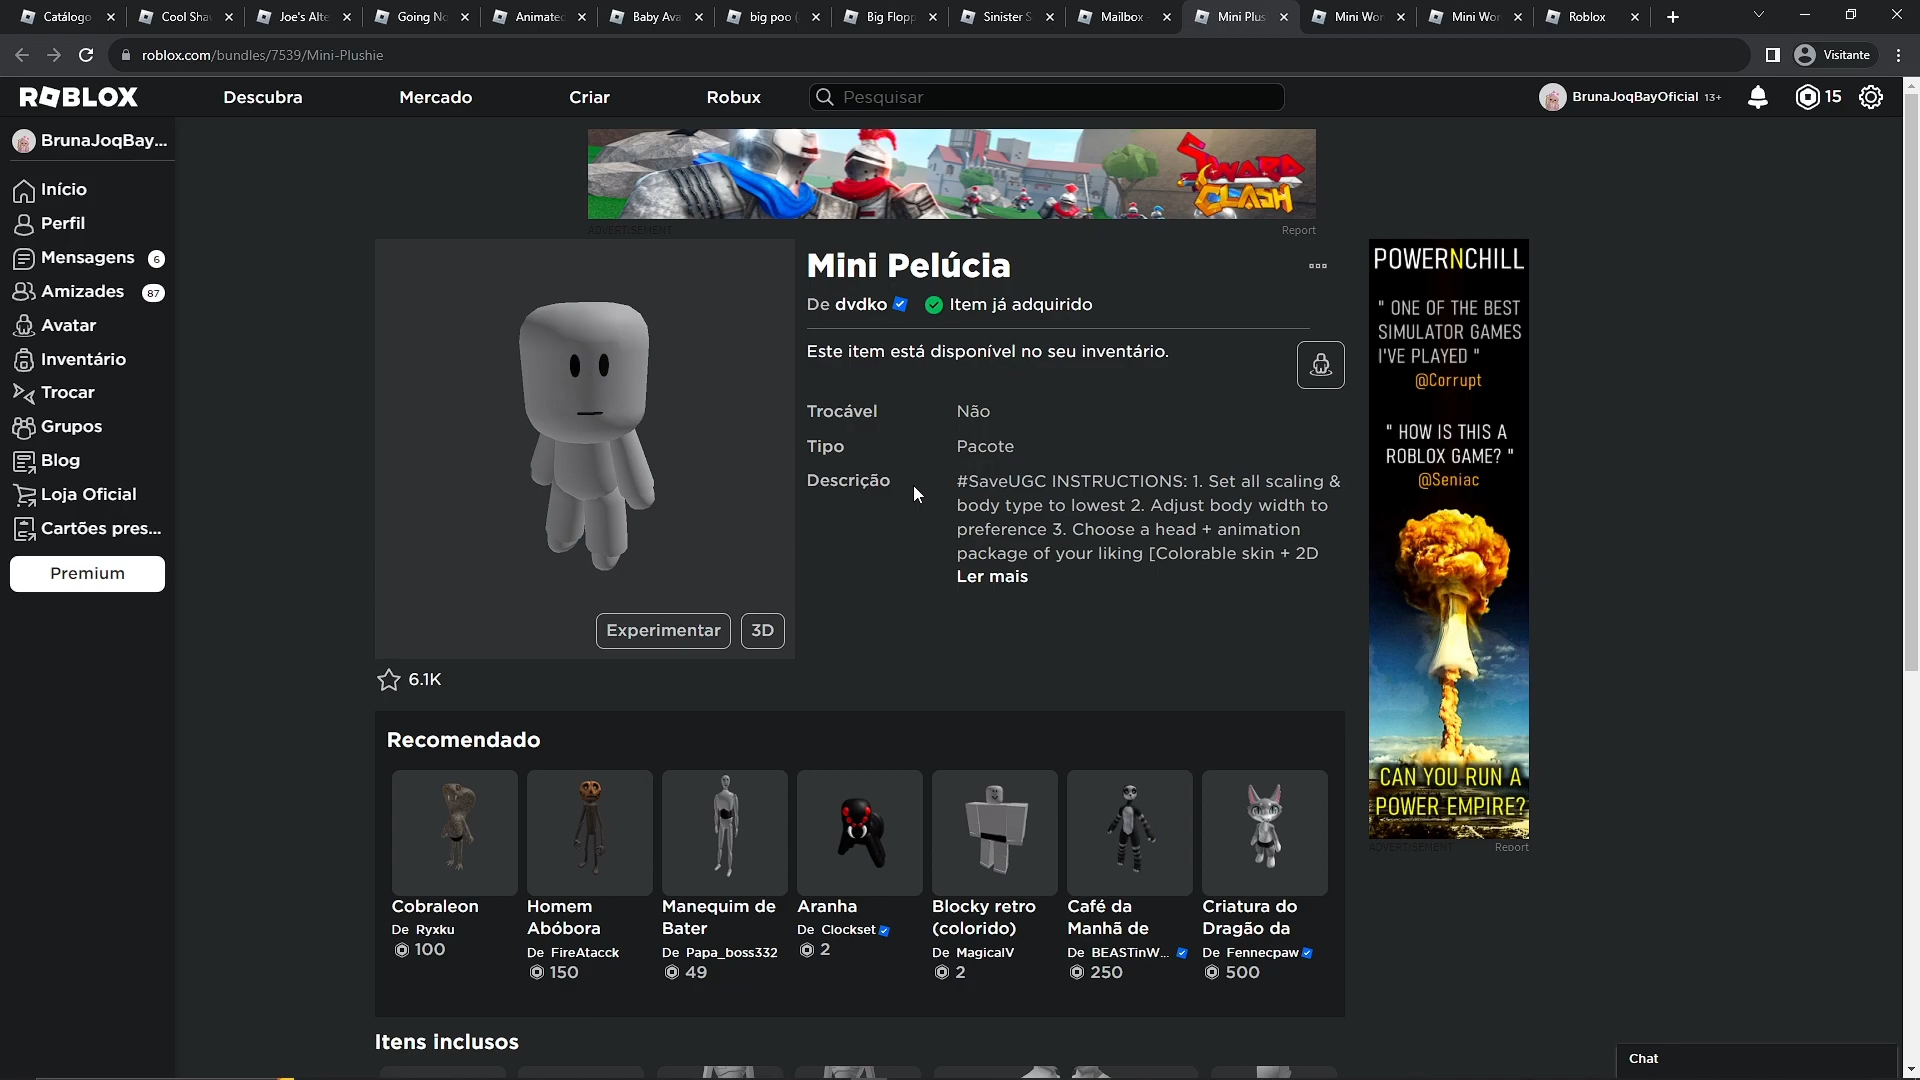 Catálogo
Cool Sha
Joe's Alte
Going No
Animated
Baby Ava
big poo (
Big Flopp
Sinister S
Mailbox -
Mini Plus
Mini Wor
Mini Wor
Roblox
roblox.com/bundles/7539/Mini-Plushie
Visitante
ROBLOX
Descubra
Mercado
Criar
Robux
Pesquisar
BrunaJoqBayOficial 13+
15
BrunaJoqBay...
Início
Perfil
Mensagens 6
Amizades 87
Avatar
Inventário
Trocar
Grupos
Blog
Loja Oficial
Cartões pres...
Premium
SWORD
CLASH
ADVERTISEMENT
Report
Mini Pelúcia
De dvdko
Item já adquirido
Este item está disponível no seu inventário.
Trocável Não
Tipo Pacote
Descrição #SaveUGC INSTRUCTIONS: 1. Set all scaling &
body type to lowest 2. Adjust body width to
preference 3. Choose a head + animation
package of your liking [Colorable skin + 2D
Ler mais
Experimentar
3D
6.1K
POWERNCHILL
" ONE OF THE BEST
SIMULATOR GAMES
I'VE PLAYED "
@Corrupt
" HOW IS THIS A
ROBLOX GAME? "
@Seniac
CAN YOU RUN A
POWER EMPIRE?
ADVERTISEMENT
Report
Recomendado
Cobraleon
De Ryxku
100
Homem
Abóbora
De FireAtacck
150
Manequim de
Bater
De Papa_boss332
49
Aranha
De Clockset
2
Blocky retro
(colorido)
De MagicalV
2
Café da
Manhã de
De BEASTinW...
250
Criatura do
Dragão da
De Fennecpaw
500
Itens inclusos
Chat